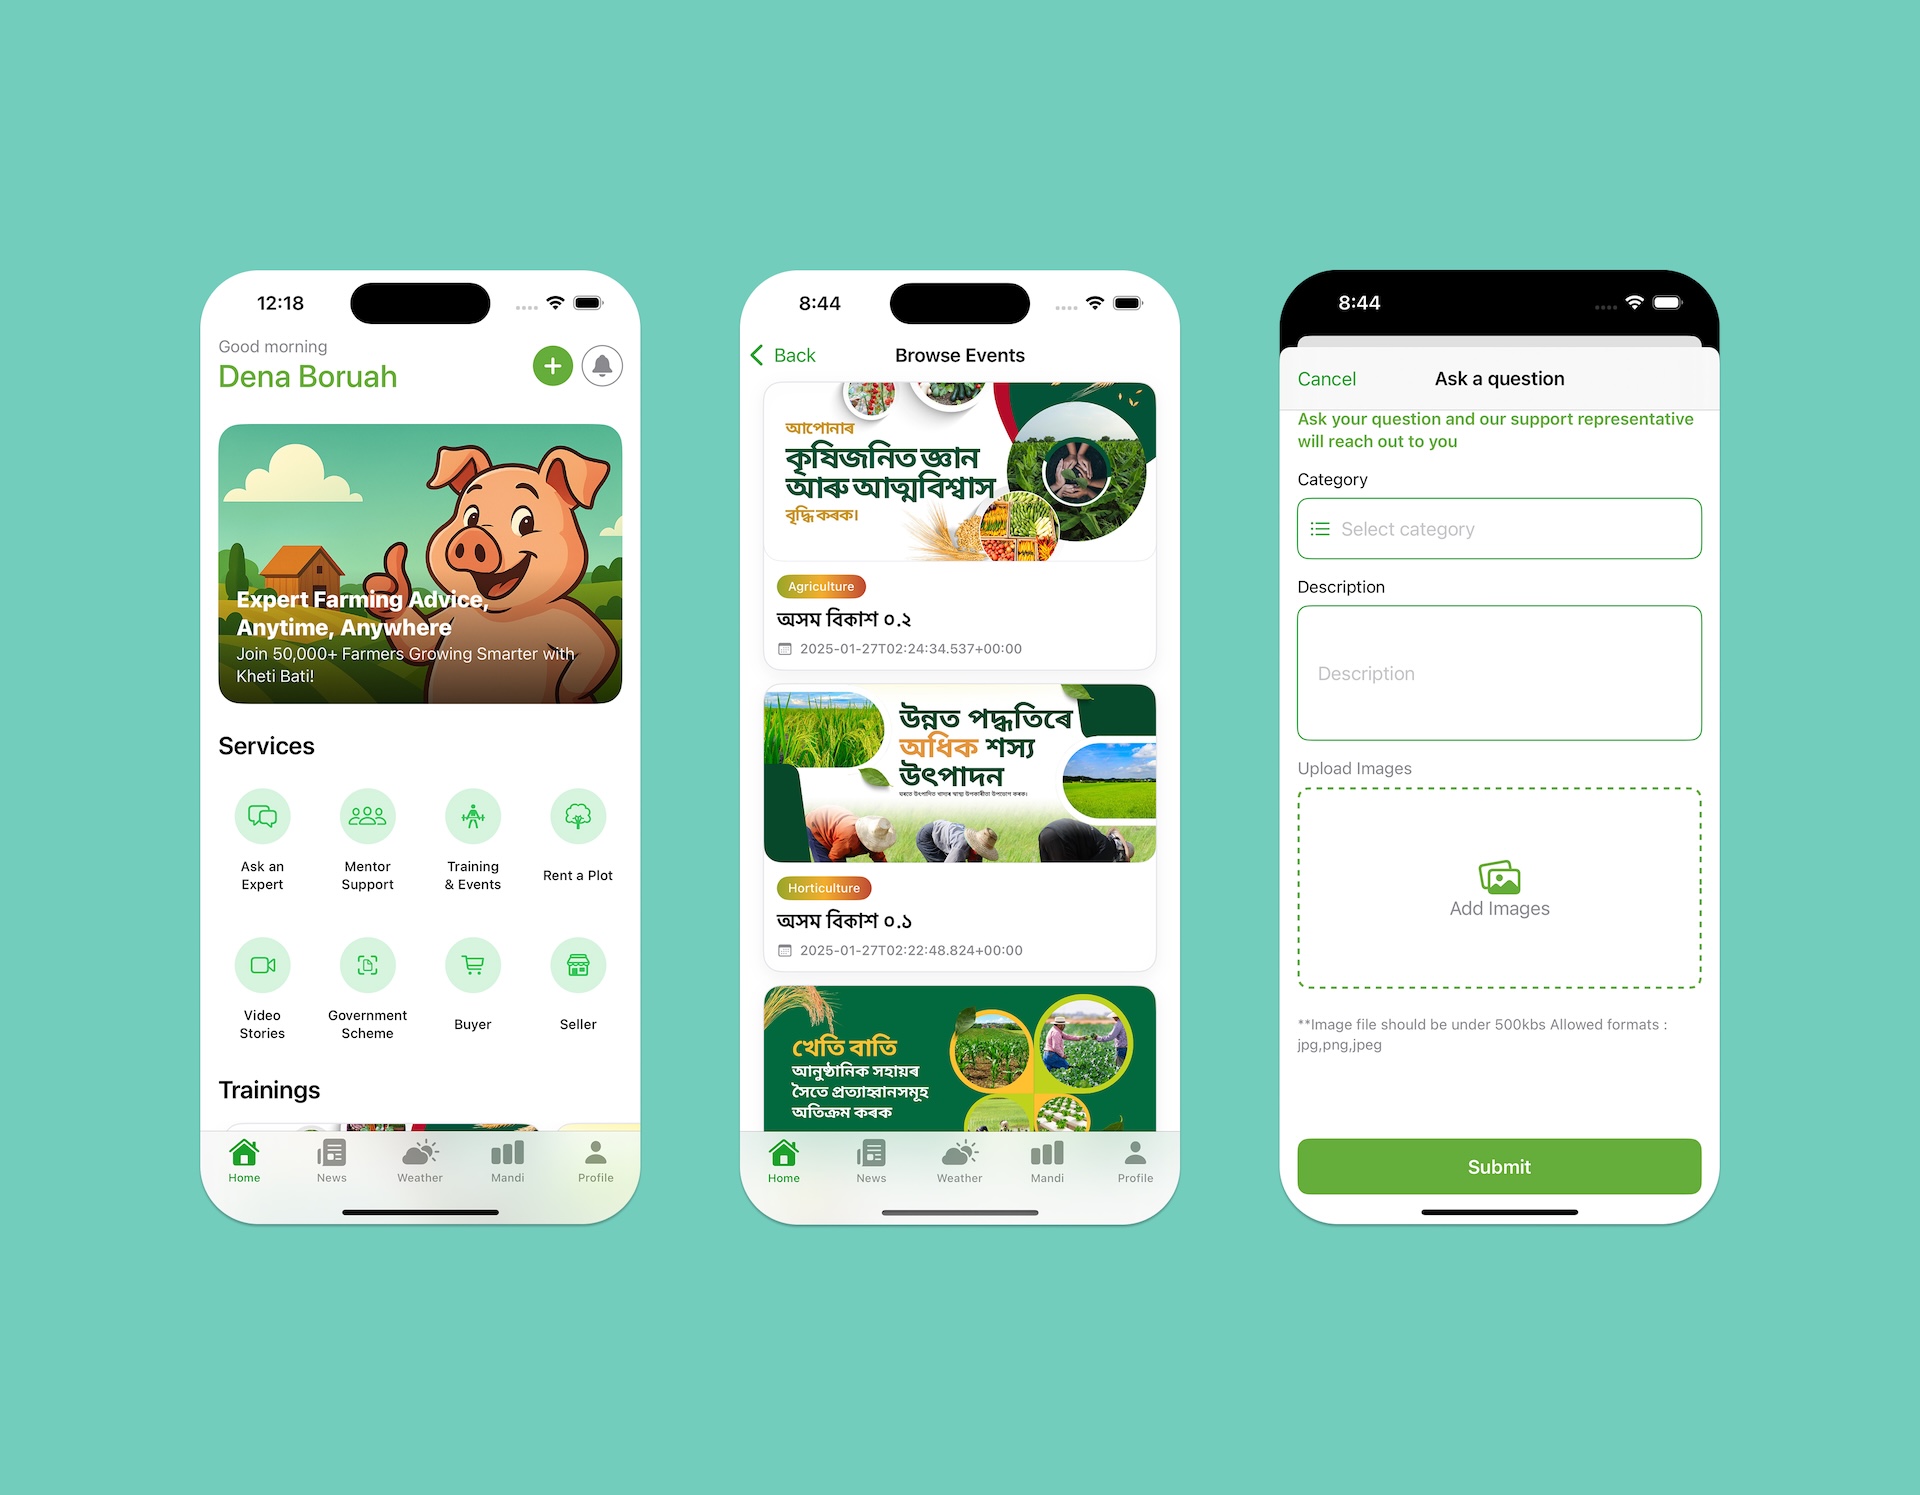 12:18
Good morning
Dena Boruah
Expert Farming Advice,
Anytime, Anywhere
Join 50,000+ Farmers Growing Smarter with
Kheti Bati!
Services
Ask an
Expert
Mentor
Support
Training
& Events
Rent a Plot
Video
Stories
Government
Scheme
Buyer
Seller
Trainings
Home
News
Weather
Mandi
Profile
8:44
Back
Browse Events
আপোনাৰ
কৃষিজনিত জ্ঞান
আৰু আত্মবিশ্বাস
বৃদ্ধি কৰক।
Agriculture
অসম বিকাশ ০.২
2025-01-27T02:24:34.537+00:00
উন্নত পদ্ধতিৰে
অধিক শস্য
উৎপাদন
ঘৰতে উৎপাদিত খাদ্যৰ স্বাস্থ্য উপকাৰীতা উপভোগ কৰক।
Horticulture
অসম বিকাশ ০.১
2025-01-27T02:22:48.824+00:00
খেতি বাতি
আনুষ্ঠানিক সহায়ৰ
সৈতে প্ৰত্যাহ্বানসমূহ
অতিক্ৰম কৰক
Home
News
Weather
Mandi
Profile
8:44
Cancel
Ask a question
Ask your question and our support representative
will reach out to you
Category
Select category
Description
Description
Upload Images
Add Images
**Image file should be under 500kbs Allowed formats :
jpg,png,jpeg
Submit